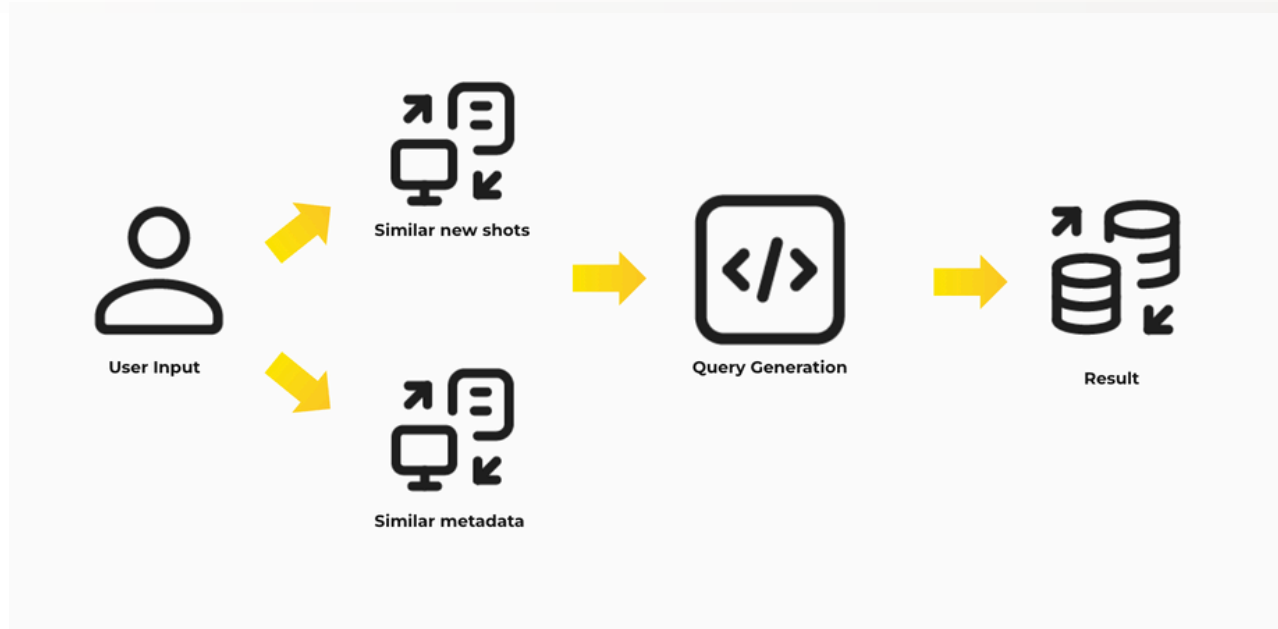 Similar new shots
User Input
Query Generation
Result
Similar metadata